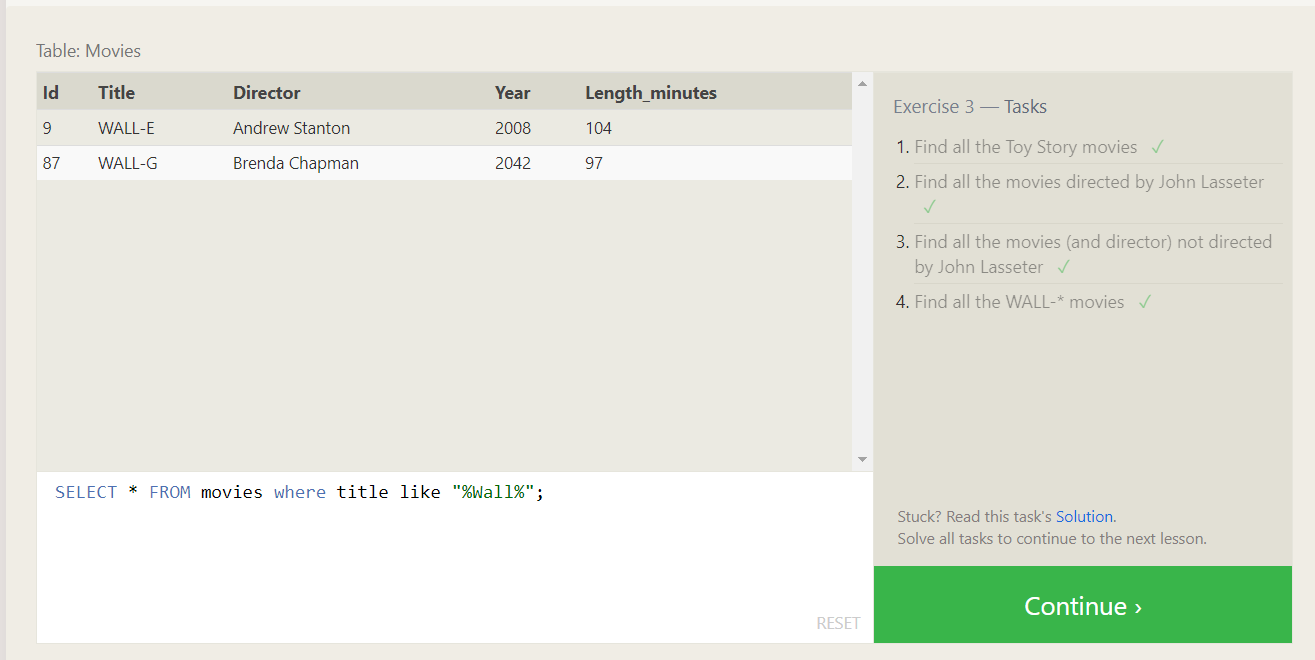 Table: Movies
Id Title Director Year Length_minutes
9 WALL-E Andrew Stanton 2008 104
87 WALL-G Brenda Chapman 2042 97
SELECT * FROM movies where title like "%Wall%";
RESET
Exercise 3 — Tasks
1. Find all the Toy Story movies ✓
2. Find all the movies directed by John Lasseter
✓
3. Find all the movies (and director) not directed
by John Lasseter ✓
4. Find all the WALL-* movies ✓
Stuck? Read this task's Solution.
Solve all tasks to continue to the next lesson.
Continue ›